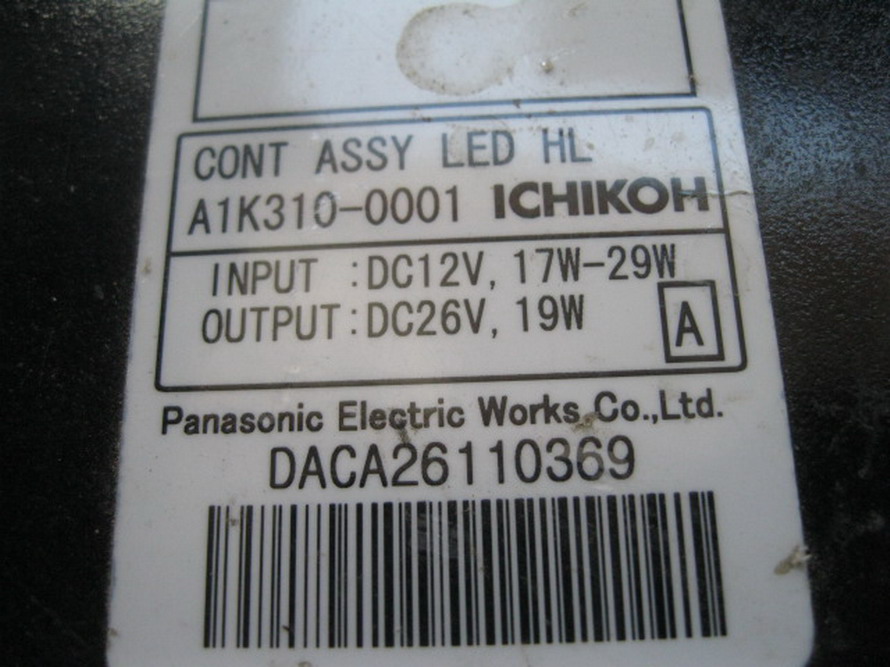 CONT ASSY LED HL
A1K310-0001 ICHIKOH
INPUT :DC12V, 17W-29W
OUTPUT:DC26V, 19W
A
Panasonic Electric Works Co.,Ltd.
DACA26110369